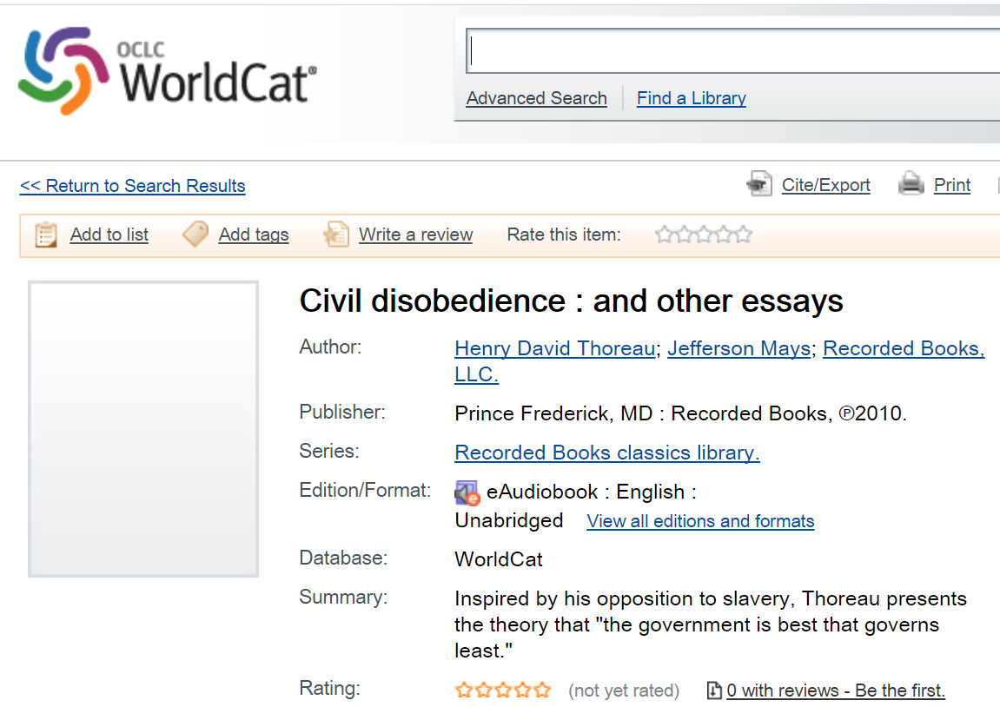 OCLC
WorldCat®
Advanced Search
Find a Library
<< Return to Search Results
Cite/Export
Print
Add to list
Add tags
Write a review
Rate this item:
Civil disobedience : and other essays
Author:
Henry David Thoreau; Jefferson Mays; Recorded Books,
LLC.
Publisher:
Prince Frederick, MD : Recorded Books, ℗2010.
Series:
Recorded Books classics library.
Edition/Format:
eAudiobook : English :
Unabridged View all editions and formats
Database:
WorldCat
Summary:
Inspired by his opposition to slavery, Thoreau presents
the theory that "the government is best that governs
least."
Rating:
(not yet rated)
0 with reviews - Be the first.